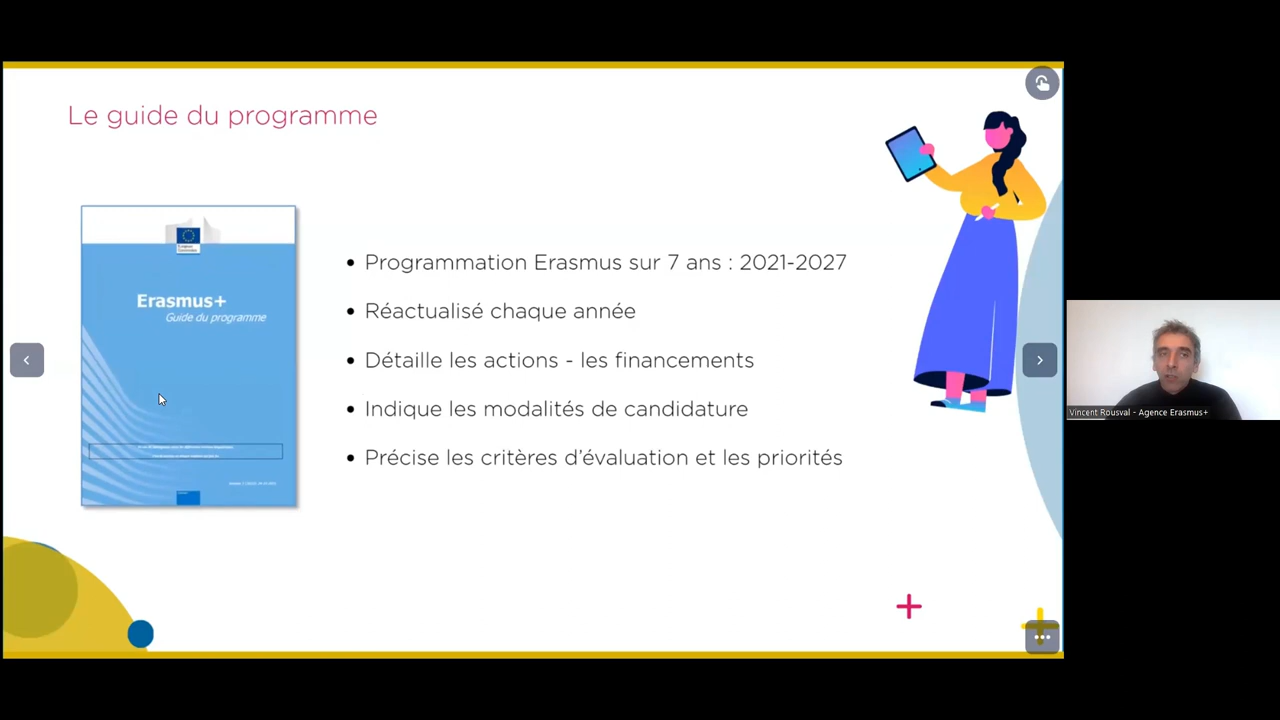 Le guide du programme
European
Commission
Erasmus+
Guide du programme
• Programmation Erasmus sur 7 ans : 2021-2027
• Réactualisé chaque année
• Détaille les actions - les financements
• Indique les modalités de candidature
• Précise les critères d'évaluation et les priorités
Vincent Rousval - Agence Erasmus+